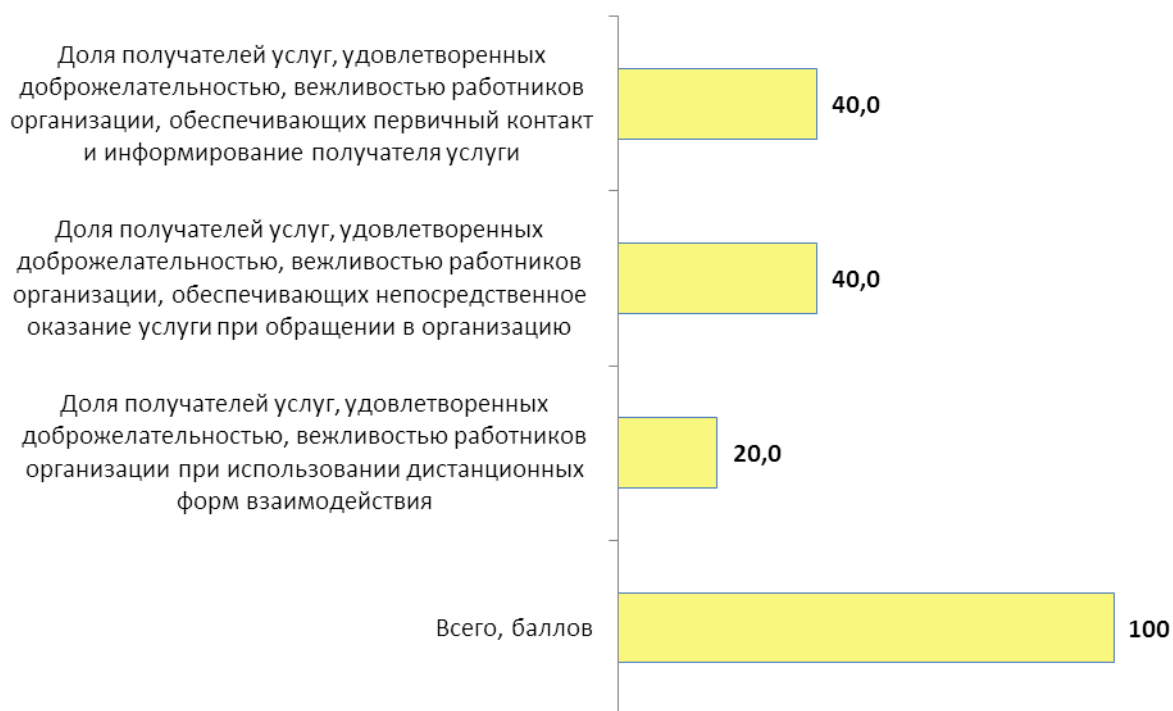 Доля получателей услуг, удовлетворенных
доброжелательностью, вежливостью работников
организации, обеспечивающих первичный контакт
и информирование получателя услуги
40,0
Доля получателей услуг, удовлетворенных
доброжелательностью, вежливостью работников
организации, обеспечивающих непосредственное
оказание услуги при обращении в организацию
40,0
Доля получателей услуг, удовлетворенных
доброжелательностью, вежливостью работников
организации при использовании дистанционных
форм взаимодействия
20,0
Всего, баллов
100